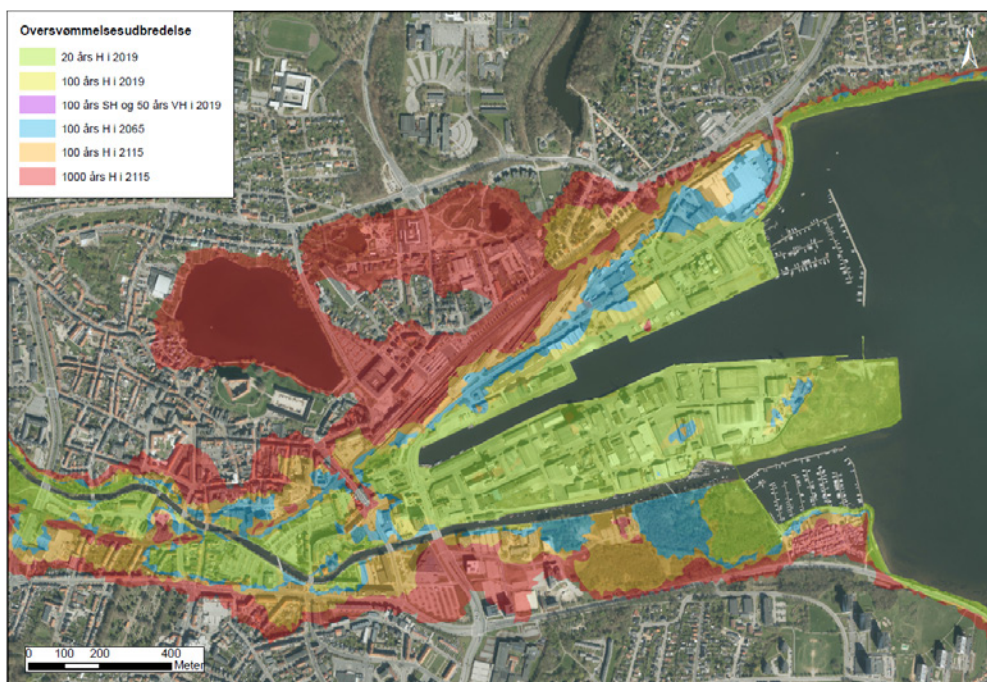 Oversvømmelsesudbredelse
20 års H i 2019
100 års H i 2019
100 års SH og 50 års VH i 2019
100 års H i 2065
100 års H i 2115
1000 års H i 2115
N
0 100 200 400
Meter